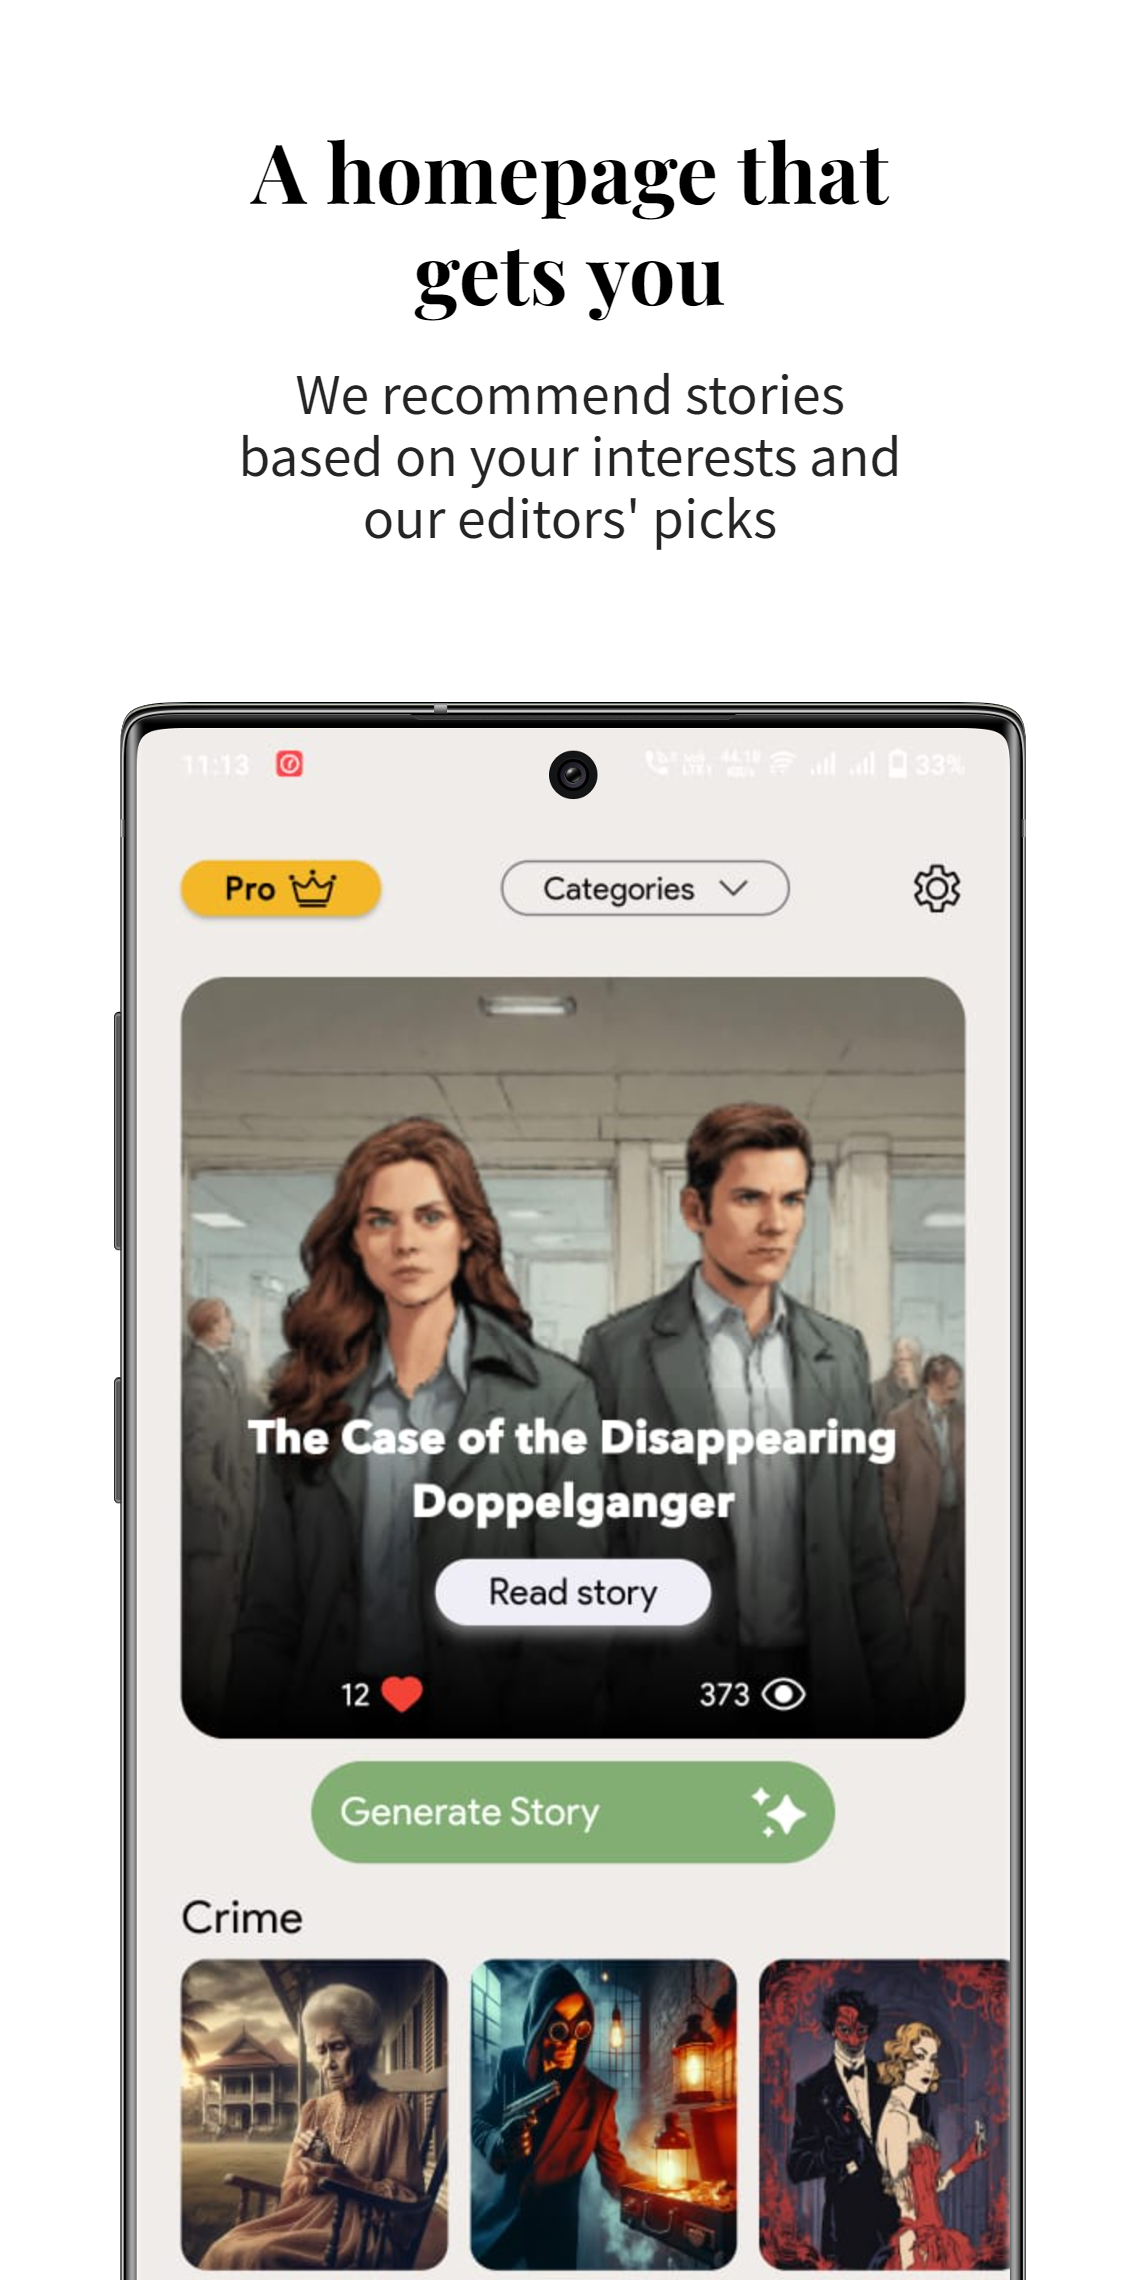 A homepage that
gets you
We recommend stories
based on your interests and
our editors' picks
11:13
33%
Pro
Categories
The Case of the Disappearing
Doppelganger
Read story
12
373
Generate Story
Crime